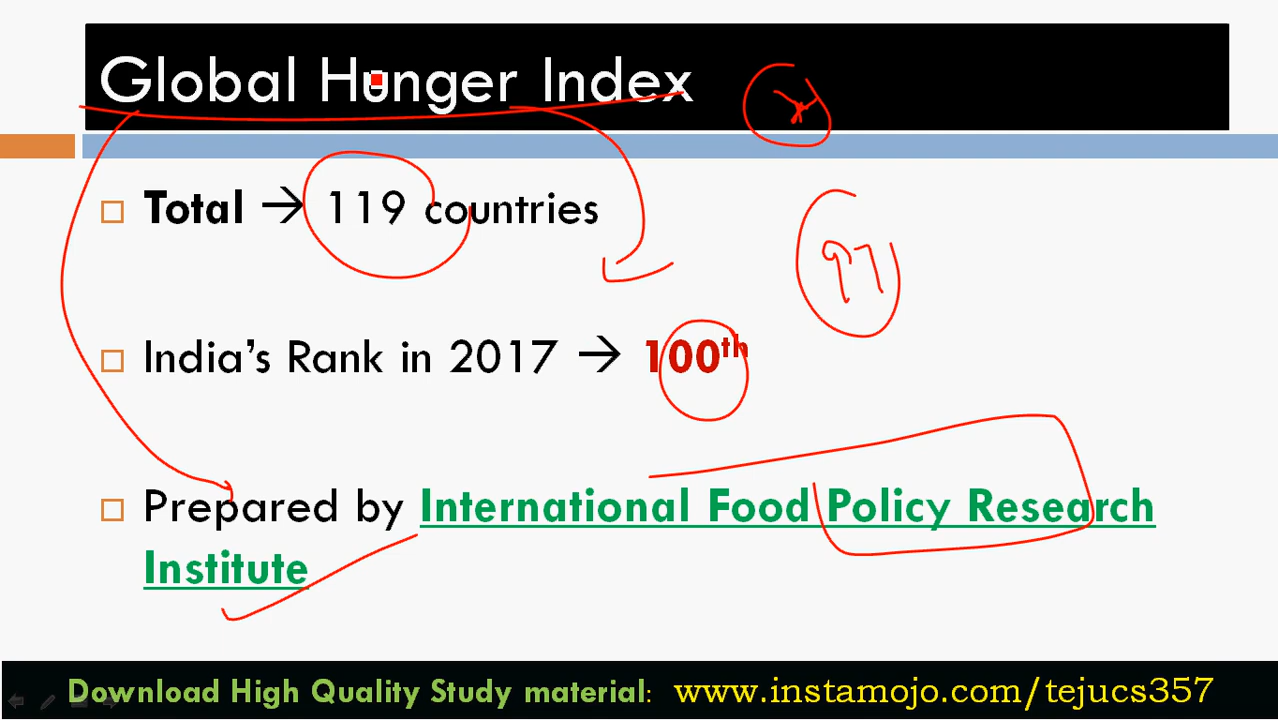 Global Hunger Index
Total → 119 countries
97
India's Rank in 2017 → 100th
Prepared by International Food Policy Research
Institute
Download High Quality Study material: www.instamojo.com/tejucs357